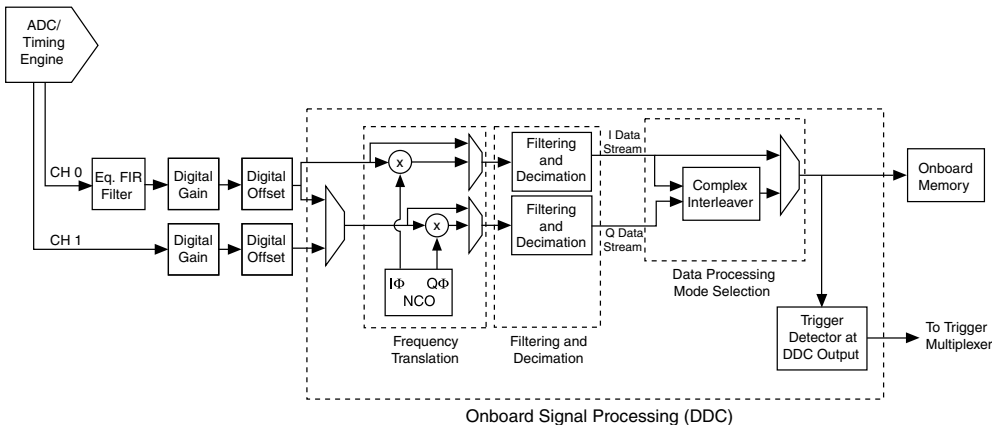 ADC/
Timing
Engine
CH 0
Eq. FIR
Filter
Digital
Gain
Digital
Offset
CH 1
Digital
Gain
Digital
Offset
x
x
IΦ QΦ
NCO
Frequency
Translation
Filtering
and
Decimation
Filtering
and
Decimation
Filtering and
Decimation
I Data
Stream
Q Data
Stream
Complex
Interleaver
Data Processing
Mode Selection
Onboard
Memory
Trigger
Detector at
DDC Output
To Trigger
Multiplexer
Onboard Signal Processing (DDC)